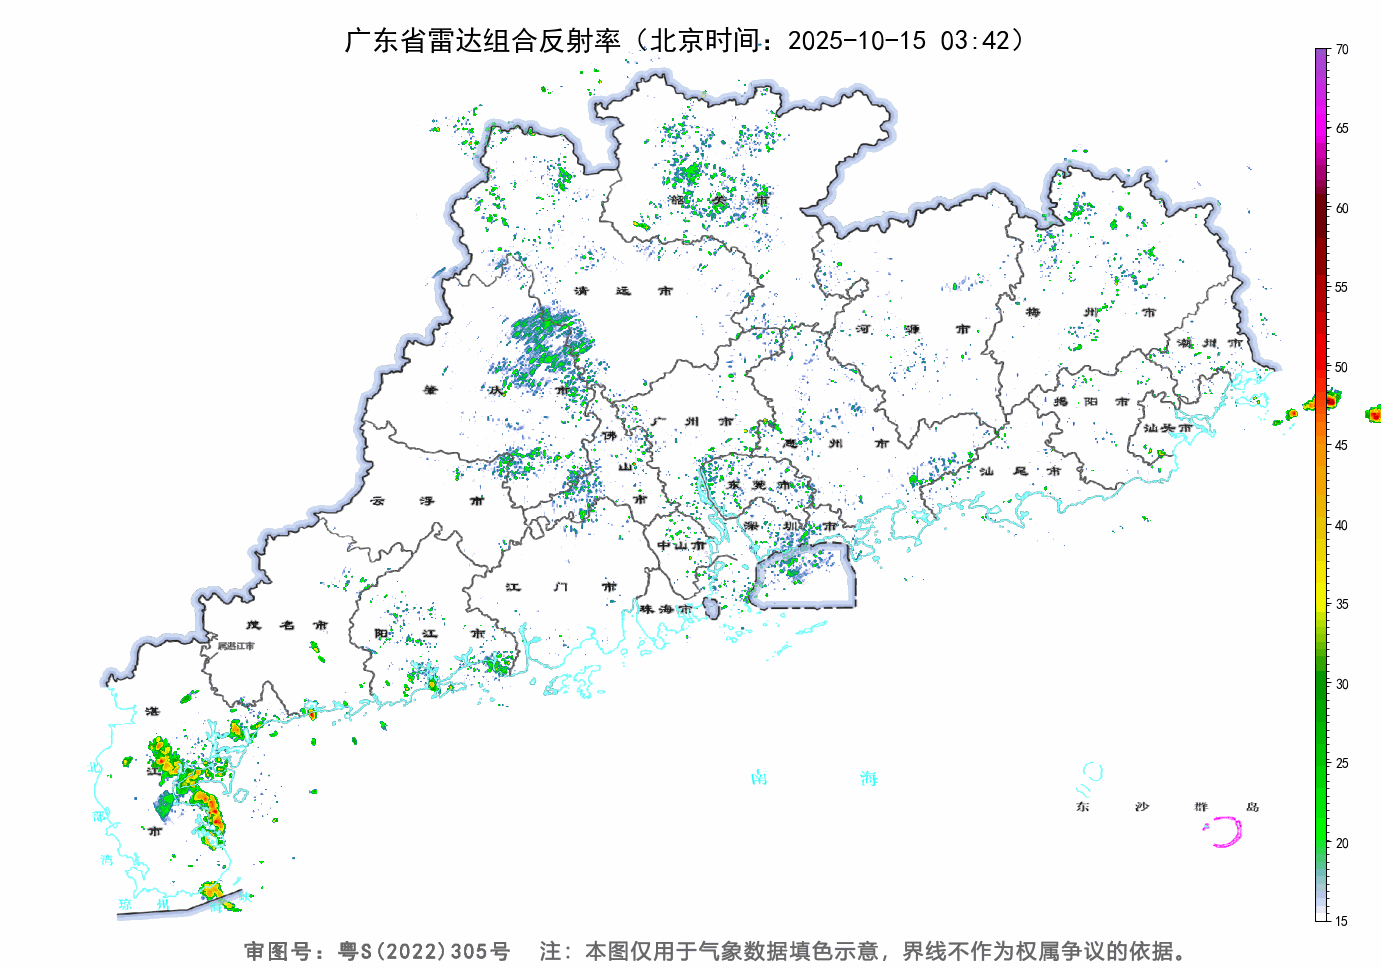 广东省雷达组合反射率（北京时间：2025-10-15 03:42）
70
65
60
55
50
45
40
35
30
25
20
15
韶 关 市
清 远 市
梅 州 市
河 源 市
潮 州 市
肇 庆 市
揭 阳 市
广 州 市
汕头市
佛 山 市
惠 州 市
汕 尾 市
东 莞 市
云 浮 市
深 圳 市
中山市
江 门 市
珠海市
茂 名 市
阳 江 市
属湛江市
湛 江 市
北 部 湾
南 海
东 沙 群 岛
琼 州 海 峡
审图号：粤S(2022)305号 注：本图仅用于气象数据填色示意，界线不作为权属争议的依据。